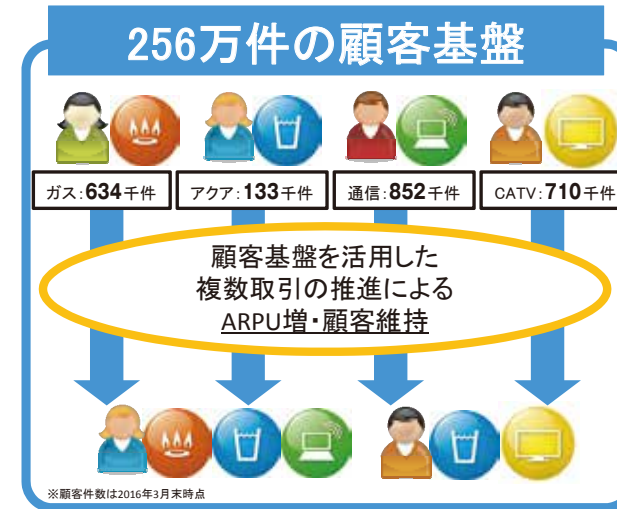 256万件の顧客基盤
ガス:634千件
アクア:133千件
通信:852千件
CATV:710千件
顧客基盤を活用した
複数取引の推進による
ARPU増・顧客維持
※顧客件数は2016年3月末時点